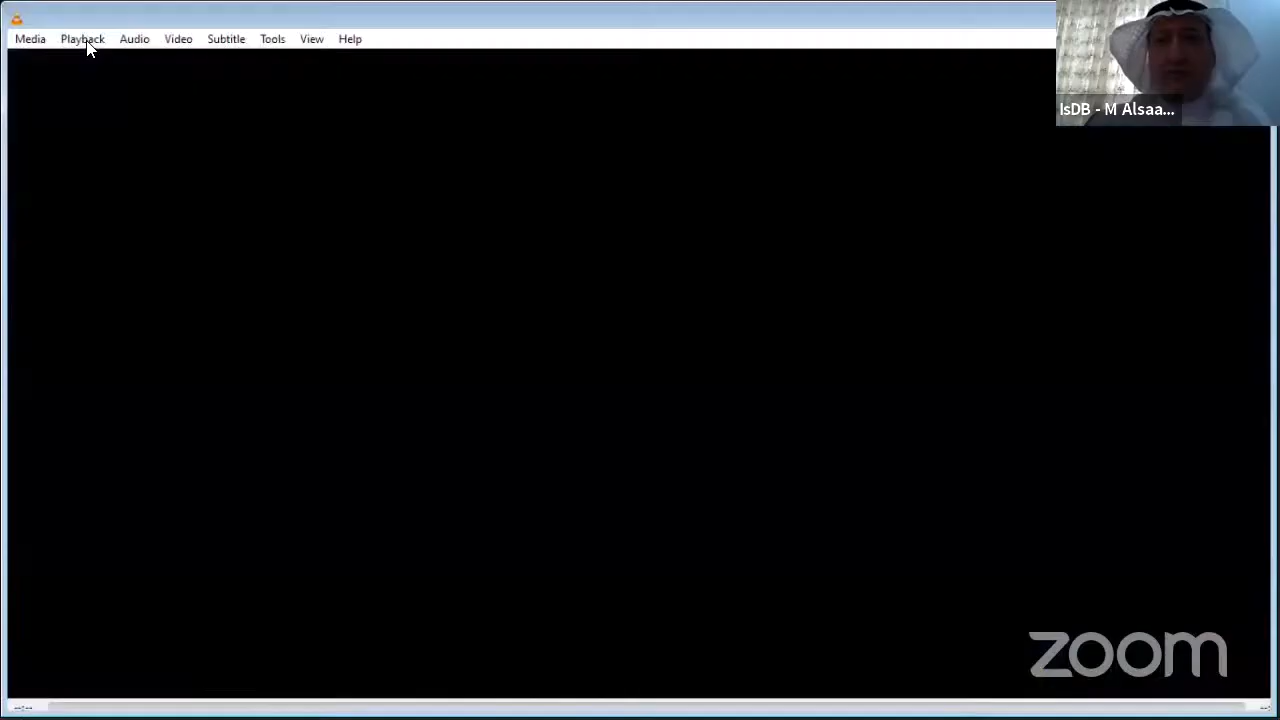 Media Playback Audio Video Subtitle Tools View Help
IsDB - M Alsaa...
zoom
--:-- --: